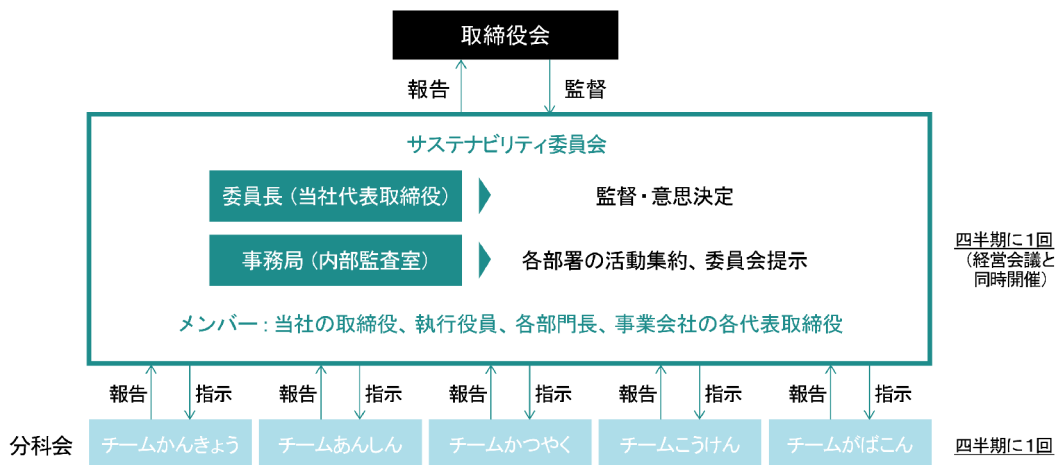 取締役会
報告
監督
サステナビリティ委員会
委員長（当社代表取締役）
監督・意思決定
事務局（内部監査室）
各部署の活動集約、委員会提示
四半期に1回
（経営会議と
同時開催）
メンバー：当社の取締役、執行役員、各部門長、事業会社の各代表取締役
報告 指示 報告 指示 報告 指示 報告 指示 報告 指示
分科会
チームかんきょう
チームあんしん
チームかつやく
チームこうけん
チームがばこん
四半期に1回